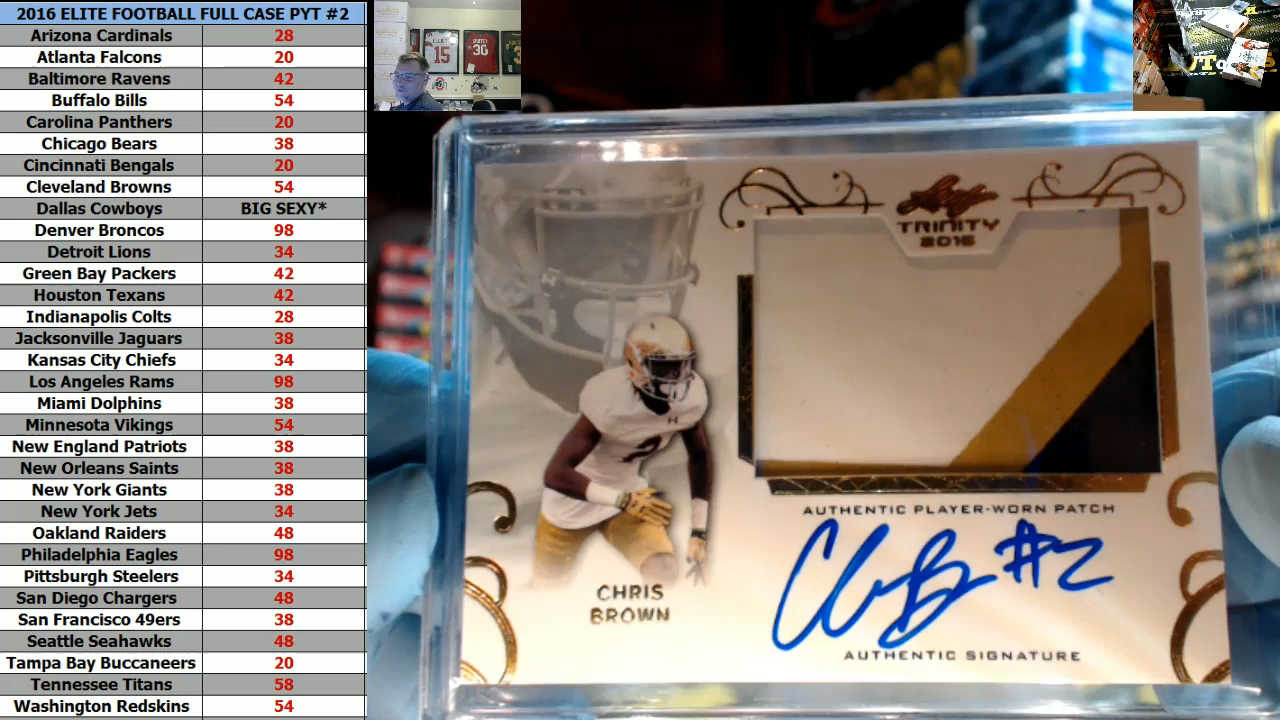 2016 ELITE FOOTBALL FULL CASE PYT #2
Arizona Cardinals 28
Atlanta Falcons 20
Baltimore Ravens 42
Buffalo Bills 54
Carolina Panthers 20
Chicago Bears 38
Cincinnati Bengals 20
Cleveland Browns 54
Dallas Cowboys BIG SEXY*
Denver Broncos 98
Detroit Lions 34
Green Bay Packers 42
Houston Texans 42
Indianapolis Colts 28
Jacksonville Jaguars 38
Kansas City Chiefs 34
Los Angeles Rams 98
Miami Dolphins 38
Minnesota Vikings 54
New England Patriots 38
New Orleans Saints 38
New York Giants 38
New York Jets 34
Oakland Raiders 48
Philadelphia Eagles 98
Pittsburgh Steelers 34
San Diego Chargers 48
San Francisco 49ers 38
Seattle Seahawks 48
Tampa Bay Buccaneers 20
Tennessee Titans 58
Washington Redskins 54
15
30
Leaf
TRINITY
2016
2
AUTHENTIC PLAYER-WORN PATCH
#2
CHRIS
BROWN
AUTHENTIC SIGNATURE